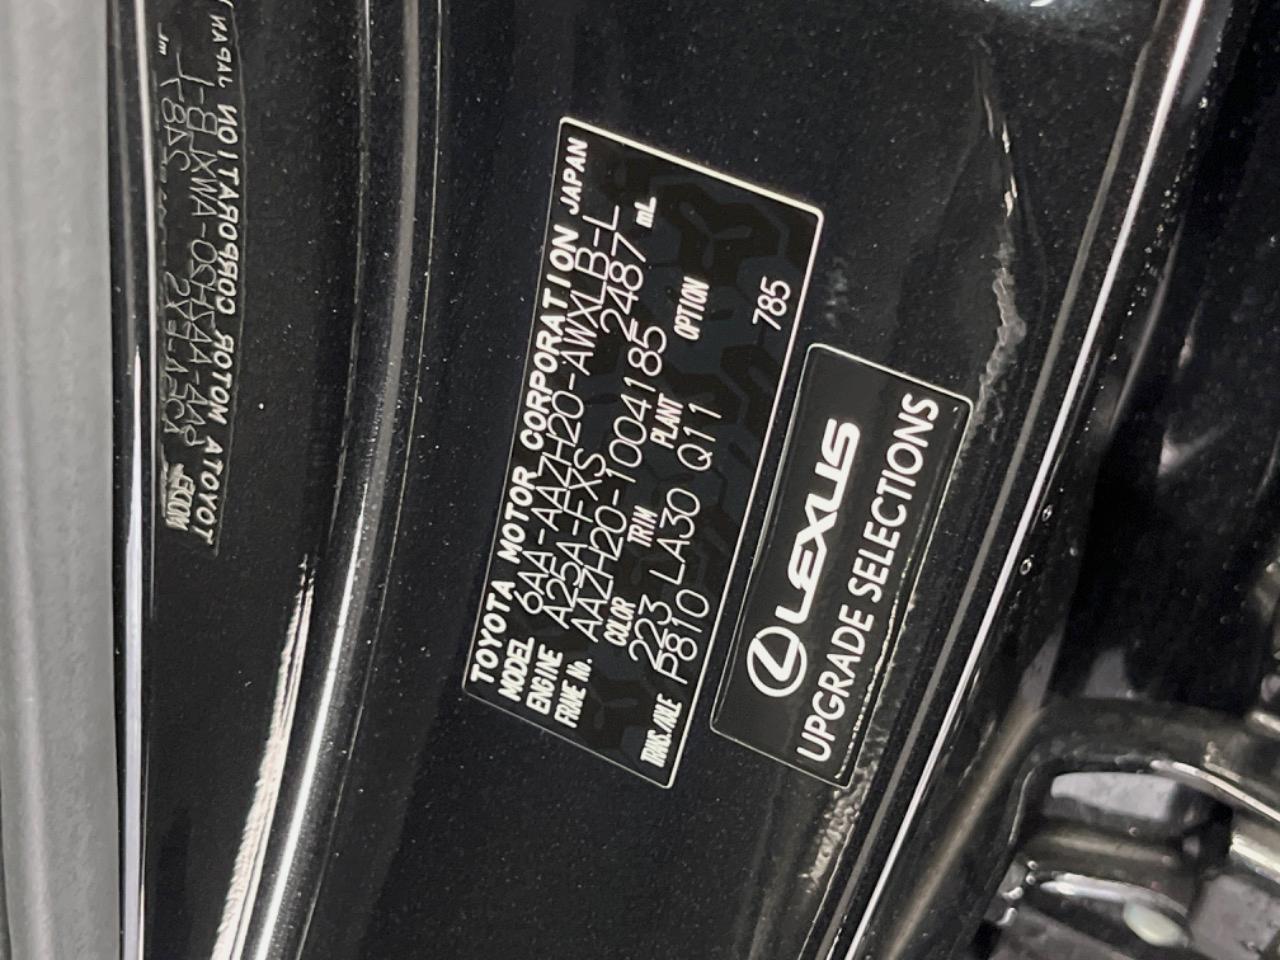 TOYOTA MOTOR CORPORATION JAPAN
MODEL 6AA-AAZH20-AWXLB-L
ENGINE A25A-FXS 2487 mL
FRAME No. AAZH20-1004185
COLOR TRIM PLANT OPTION
223 LA30 Q11
TRANS./AXLE P810 785
LEXUS
UPGRADE SELECTIONS